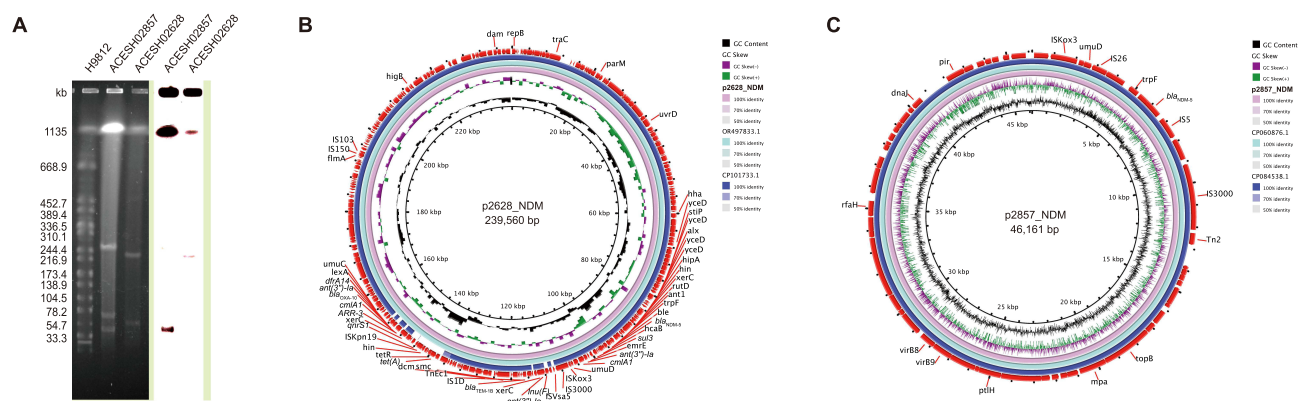 A
H9812
ACESH02857
ACESH02628
ACESH02857
ACESH02628
kb
1135
668.9
452.7
389.4
336.5
310.1
244.4
216.9
173.4
138.9
104.5
78.2
54.7
33.3
B
dam
repB
traC
parM
higB
uvrD
IS103
IS150
flmA
hha
yceD
stiP
yceD
alx
yceD
yceD
hipA
hin
xerC
rutD
ant1
trpF
ble
blaNDM-5
hcaB
sul3
emrE
ant(3")-Ia
cmlA1
umuD
ISKox3
IS3000
ISVsa5
lnu(F)
ant(3")-Ia
xerC
blaTEM-1B
IS1D
TnEc1
dcm
smc
tet(A)
tetR
hin
ISKpn19
qnrS1
xerC
ARR-3
cmlA1
blaOXA-10
ant(3")-Ia
dfrA14
lexA
umuC
220 kbp
20 kbp
200 kbp
180 kbp
60 kbp
160 kbp
80 kbp
140 kbp
100 kbp
120 kbp
p2628_NDM
239,560 bp
GC Content
GC Skew
GC Skew(-)
GC Skew(+)
p2628_NDM
100% identity
70% identity
50% identity
OR497833.1
100% identity
70% identity
50% identity
CP101733.1
100% identity
70% identity
50% identity
C
ISKox3
umuD
IS26
pir
trpF
blaNDM-5
IS5
dnaJ
IS3000
rfaH
Tn2
virB8
virB9
ptlH
mpa
topB
45 kbp
5 kbp
40 kbp
10 kbp
35 kbp
15 kbp
30 kbp
25 kbp
20 kbp
p2857_NDM
46,161 bp
GC Content
GC Skew
GC Skew(-)
GC Skew(+)
p2857_NDM
100% identity
70% identity
50% identity
CP060876.1
100% identity
70% identity
50% identity
CP084538.1
100% identity
70% identity
50% identity